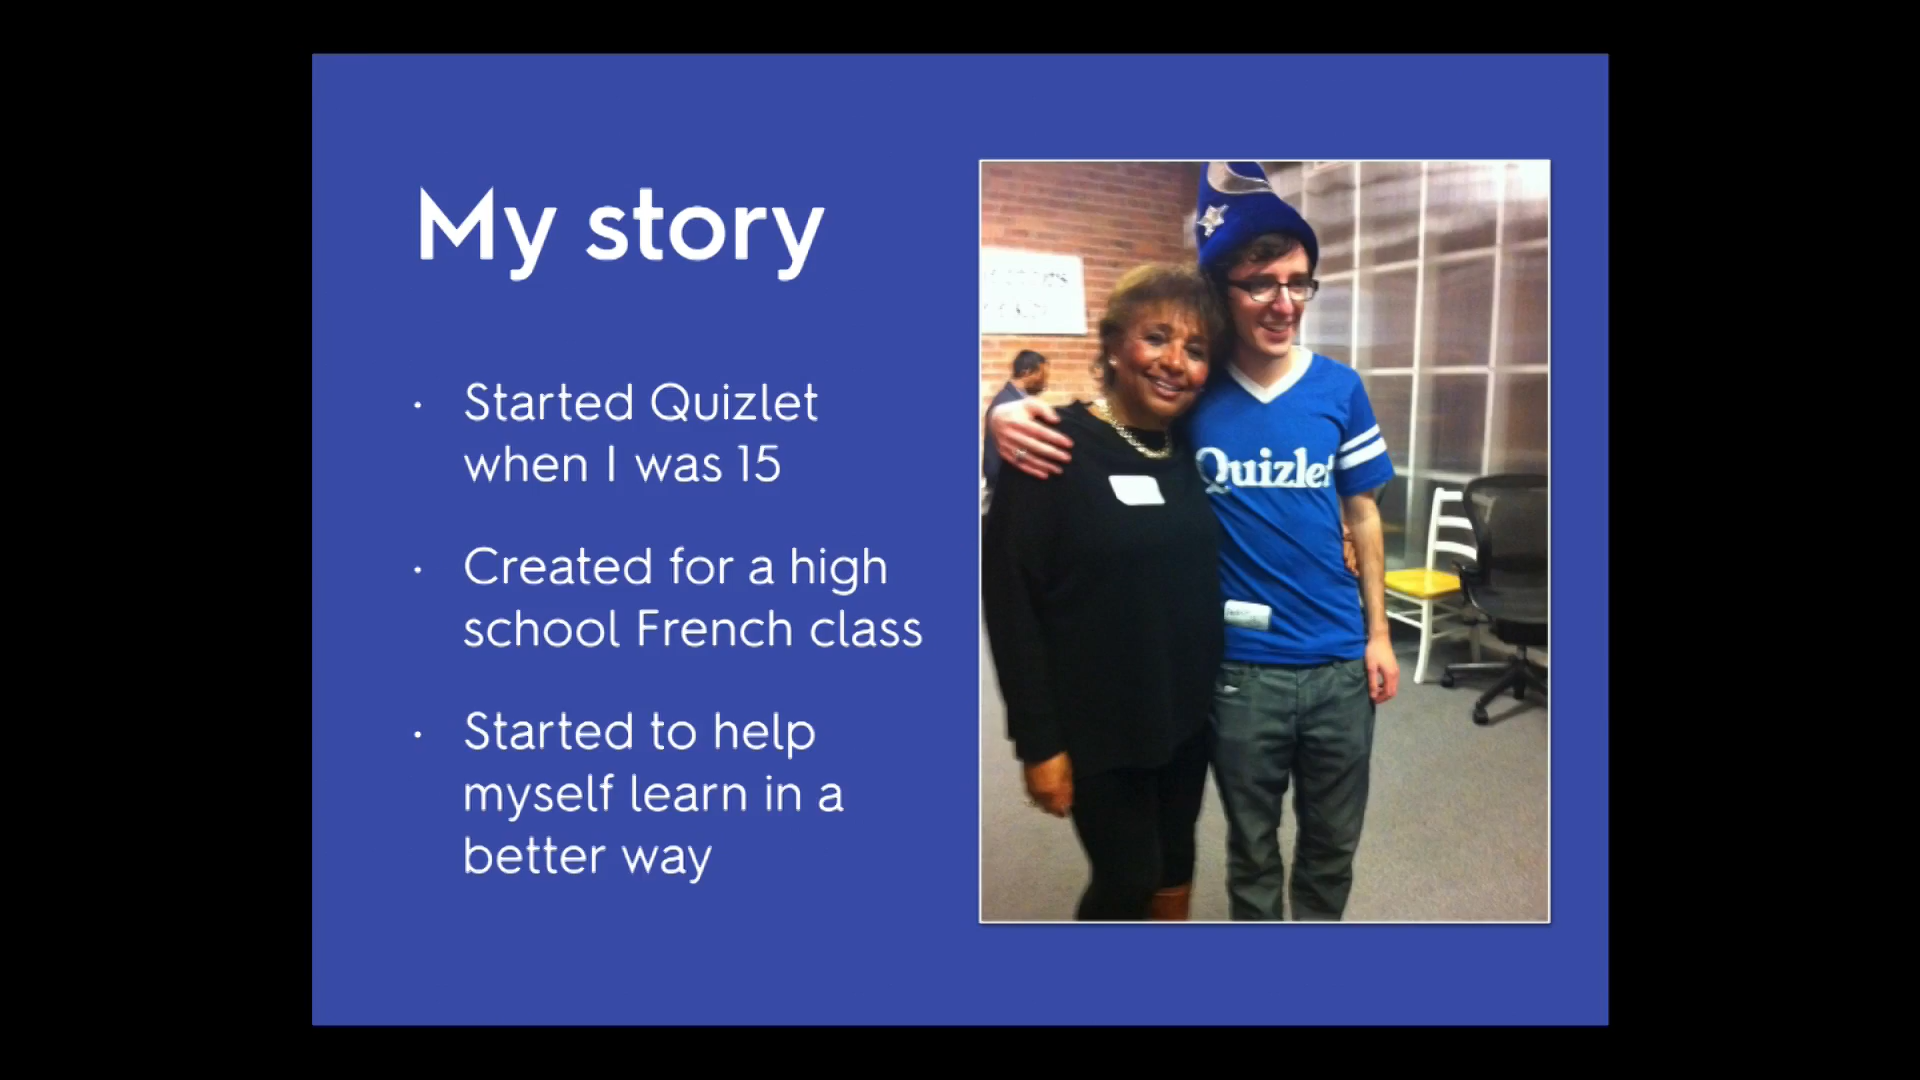 My story
• Started Quizlet
when I was 15
• Created for a high
school French class
• Started to help
myself learn in a
better way
Quizlet